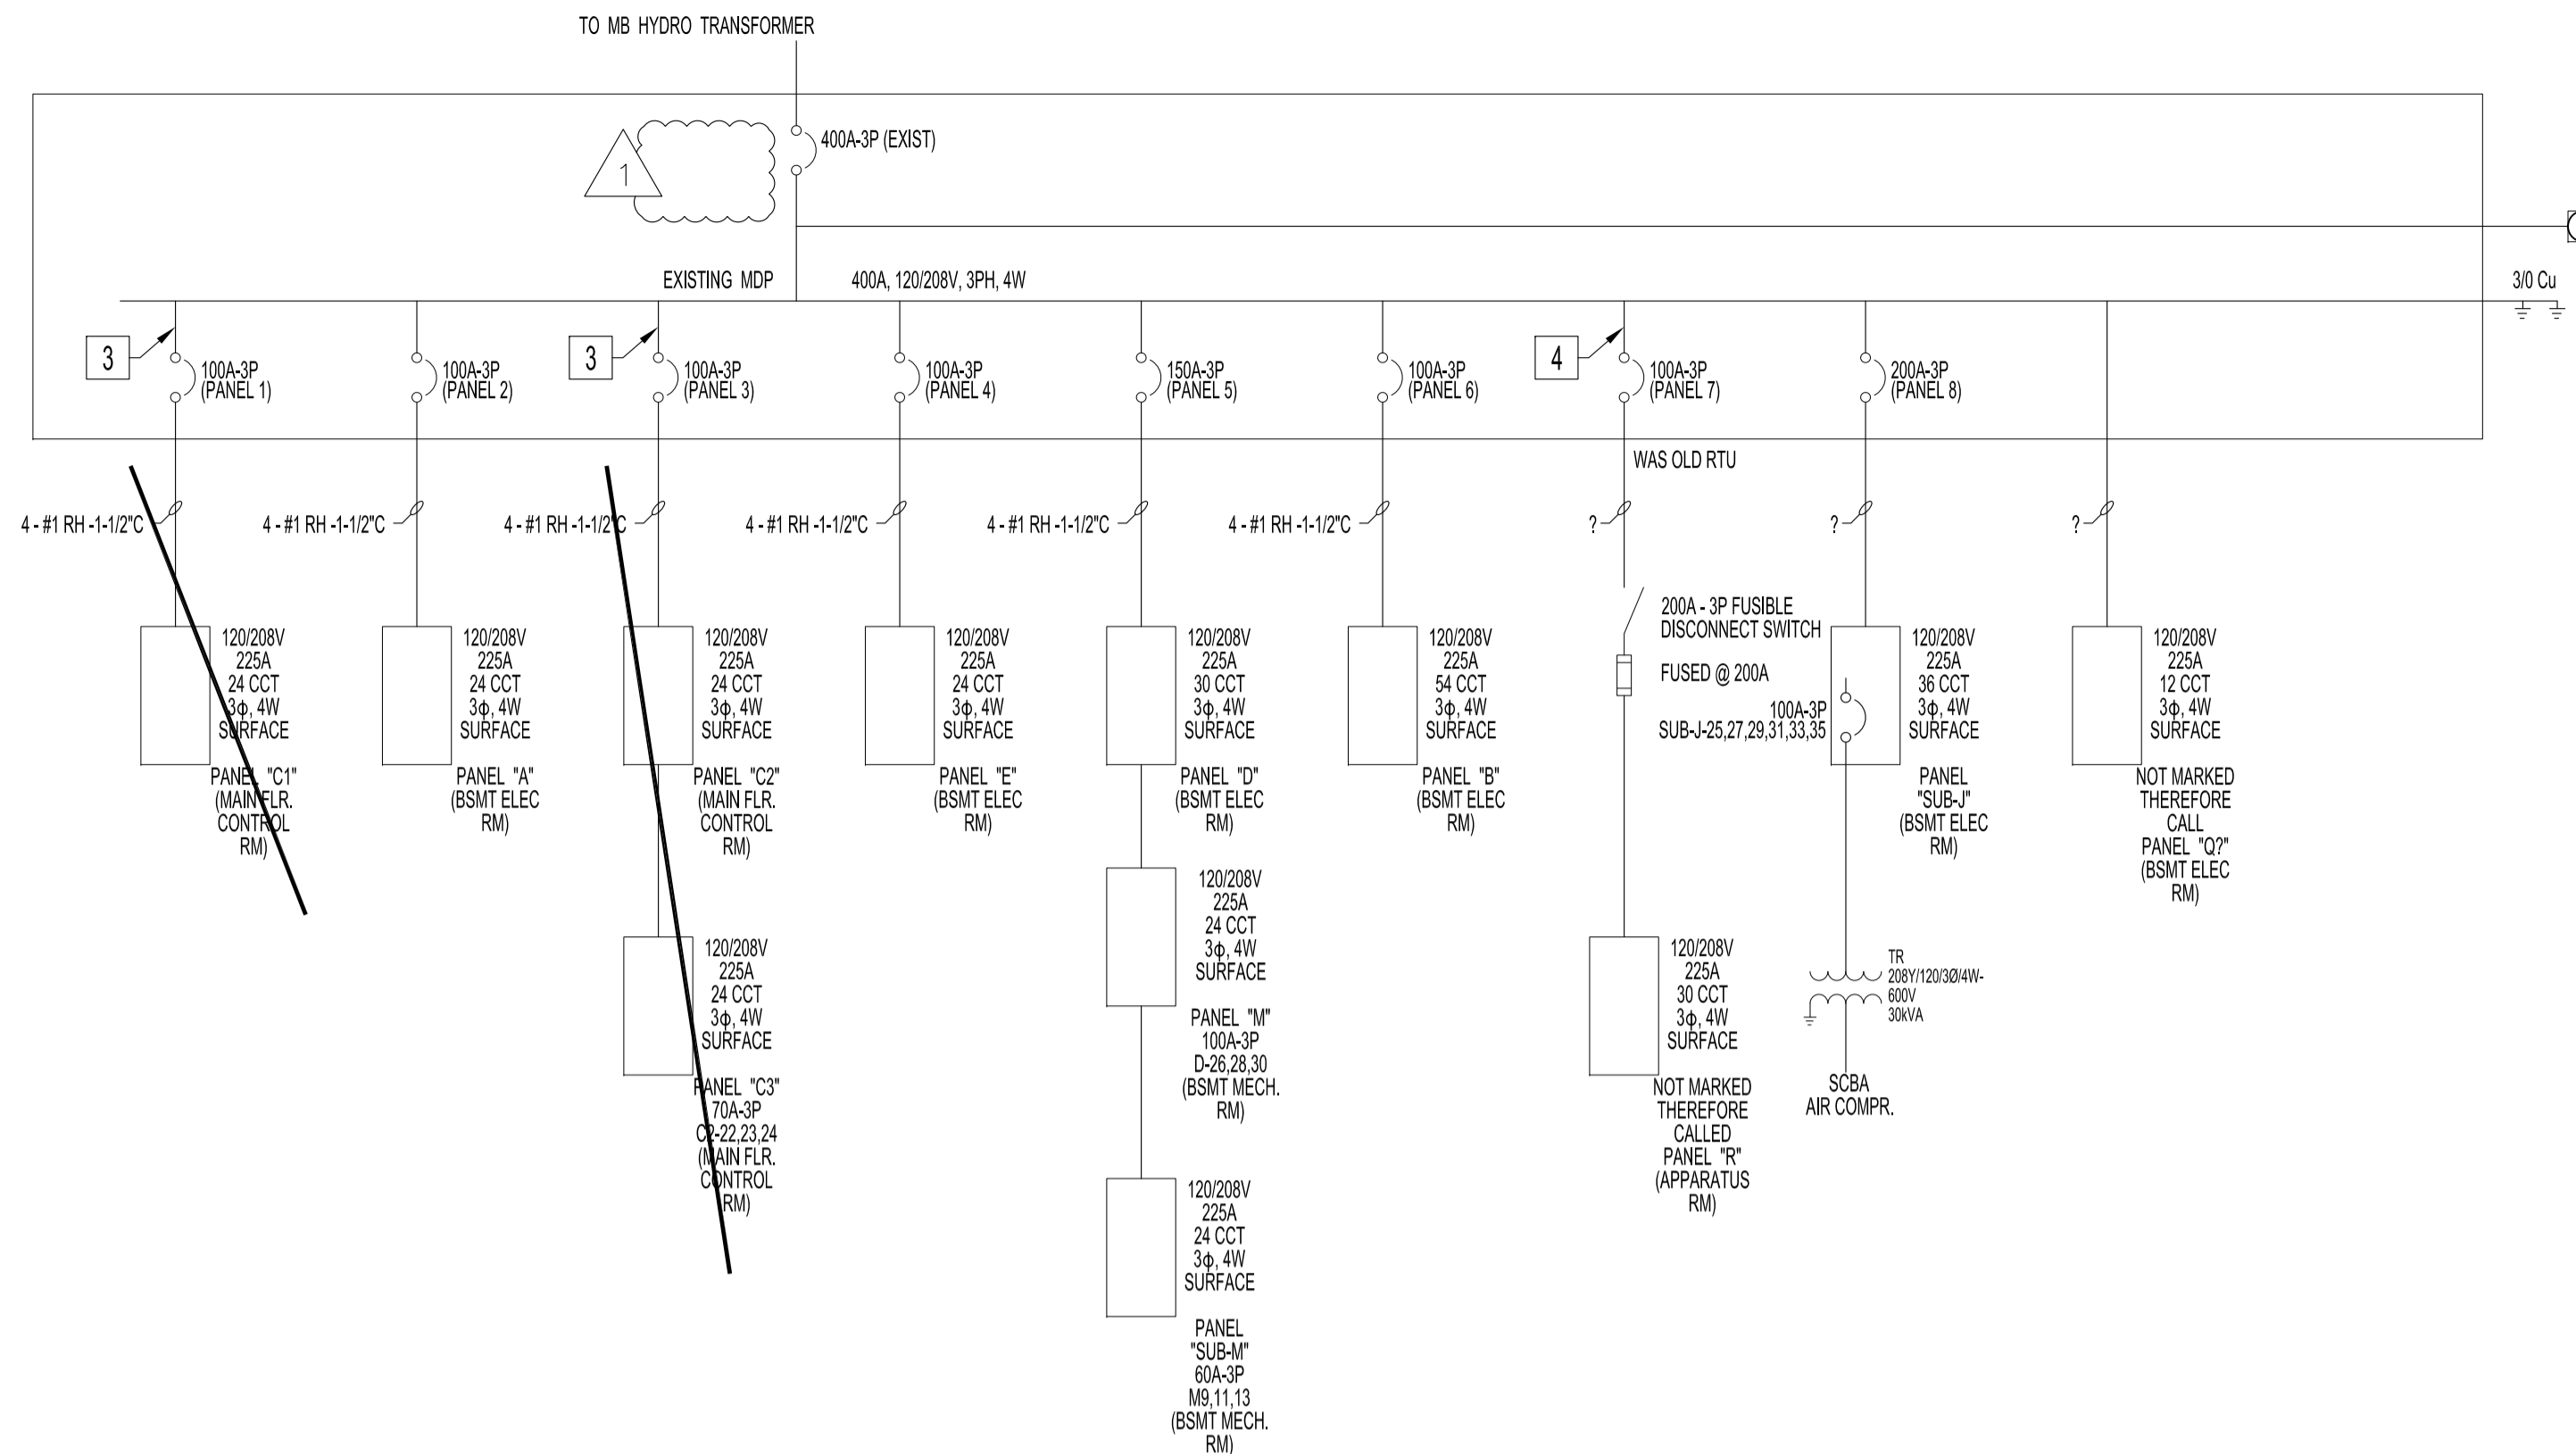 TO MB HYDRO TRANSFORMER
1
400A-3P (EXIST)
EXISTING MDP
400A, 120/208V, 3PH, 4W
3/0 Cu
3
100A-3P
(PANEL 1)
100A-3P
(PANEL 2)
3
100A-3P
(PANEL 3)
100A-3P
(PANEL 4)
150A-3P
(PANEL 5)
100A-3P
(PANEL 6)
4
100A-3P
(PANEL 7)
200A-3P
(PANEL 8)
WAS OLD RTU
4 - #1 RH -1-1/2"C
4 - #1 RH -1-1/2"C
4 - #1 RH -1-1/2"C
4 - #1 RH -1-1/2"C
4 - #1 RH -1-1/2"C
4 - #1 RH -1-1/2"C
?
?
?
120/208V
225A
24 CCT
3ϕ, 4W
SURFACE
PANEL "C1"
(MAIN FLR.
CONTROL
RM)
120/208V
225A
24 CCT
3ϕ, 4W
SURFACE
PANEL "A"
(BSMT ELEC
RM)
120/208V
225A
24 CCT
3ϕ, 4W
SURFACE
PANEL "C2"
(MAIN FLR.
CONTROL
RM)
120/208V
225A
24 CCT
3ϕ, 4W
SURFACE
PANEL "C3"
70A-3P
C2-22,23,24
(MAIN FLR.
CONTROL
RM)
120/208V
225A
24 CCT
3ϕ, 4W
SURFACE
PANEL "E"
(BSMT ELEC
RM)
120/208V
225A
30 CCT
3ϕ, 4W
SURFACE
PANEL "D"
(BSMT ELEC
RM)
120/208V
225A
24 CCT
3ϕ, 4W
SURFACE
PANEL "M"
100A-3P
D-26,28,30
(BSMT MECH.
RM)
120/208V
225A
24 CCT
3ϕ, 4W
SURFACE
PANEL
"SUB-M"
60A-3P
M9,11,13
(BSMT MECH.
RM)
120/208V
225A
54 CCT
3ϕ, 4W
SURFACE
PANEL "B"
(BSMT ELEC
RM)
200A - 3P FUSIBLE
DISCONNECT SWITCH
FUSED @ 200A
120/208V
225A
30 CCT
3ϕ, 4W
SURFACE
NOT MARKED
THEREFORE
CALLED
PANEL "R"
(APPARATUS
RM)
100A-3P
SUB-J-25,27,29,31,33,35
120/208V
225A
36 CCT
3ϕ, 4W
SURFACE
PANEL
"SUB-J"
(BSMT ELEC
RM)
TR
208Y/120/3Ø/4W-
600V
30kVA
SCBA
AIR COMPR.
120/208V
225A
12 CCT
3ϕ, 4W
SURFACE
NOT MARKED
THEREFORE
CALL
PANEL "Q?"
(BSMT ELEC
RM)